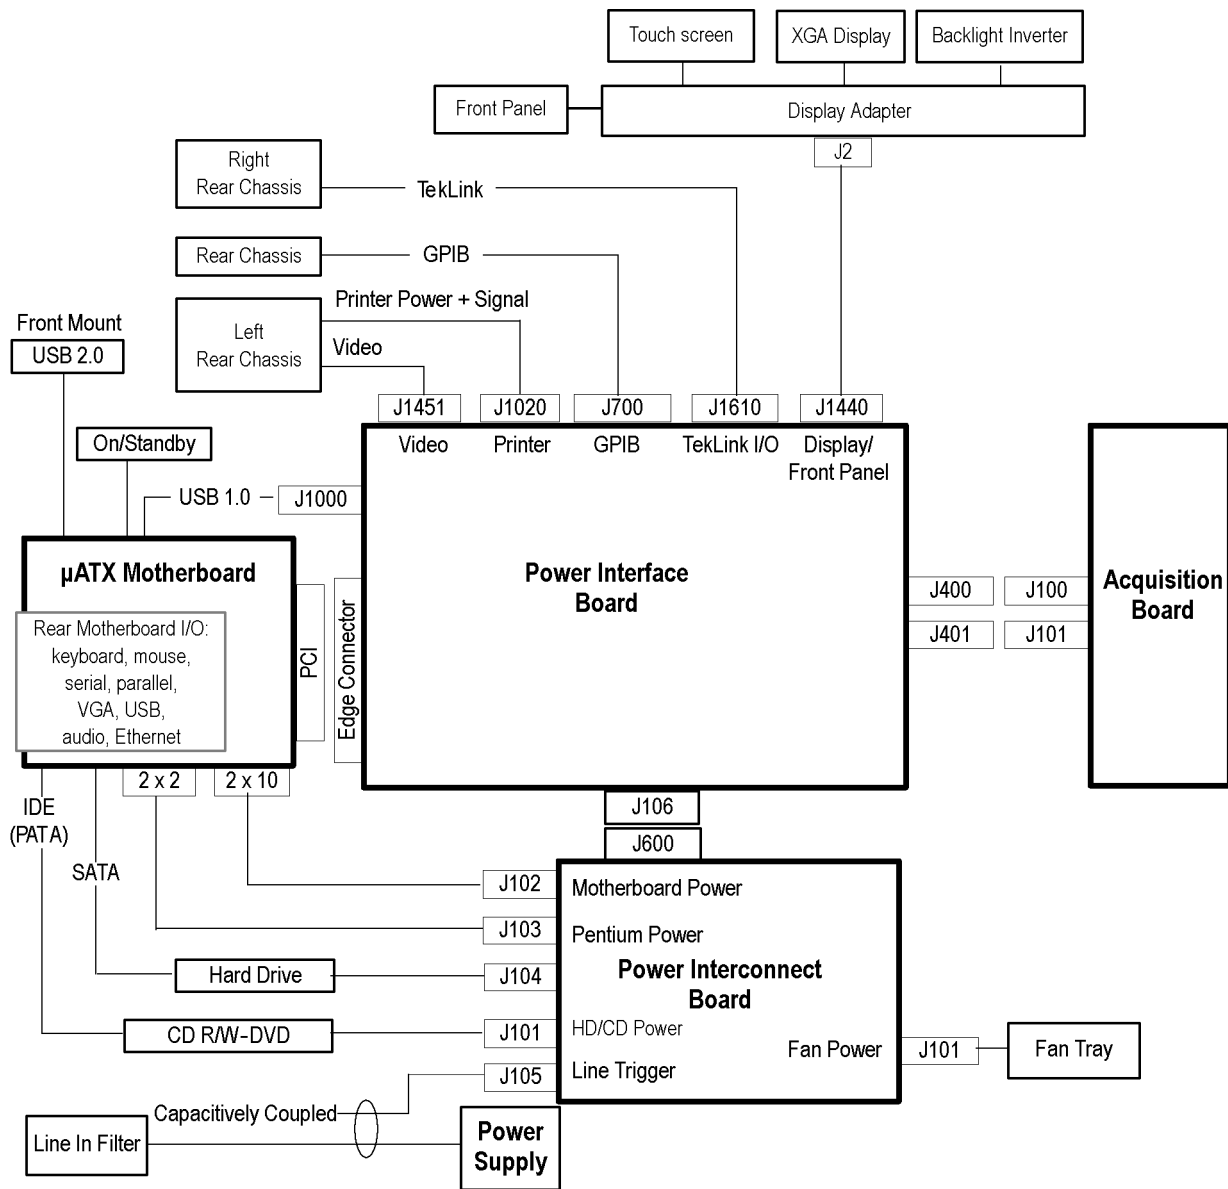 Touch screen
XGA Display
Backlight Inverter
Front Panel
Display Adapter
J2
Right
Rear Chassis
TekLink
Rear Chassis
GPIB
Printer Power + Signal
Left
Rear Chassis
Video
Front Mount
USB 2.0
On/Standby
USB 1.0
J1000
J1451
J1020
J700
J1610
J1440
Video
Printer
GPIB
TekLink I/O
Display/
Front Panel
µATX Motherboard
Rear Motherboard I/O:
keyboard, mouse,
serial, parallel,
VGA, USB,
audio, Ethernet
PCI
Edge Connector
Power Interface
Board
J400
J100
J401
J101
Acquisition
Board
2 x 2
2 x 10
IDE
(PATA)
SATA
J106
J600
J102
Motherboard Power
J103
Pentium Power
Hard Drive
J104
Power Interconnect
Board
CD R/W-DVD
J101
HD/CD Power
Fan Power
J101
Fan Tray
J105
Line Trigger
Capacitively Coupled
Line In Filter
Power
Supply